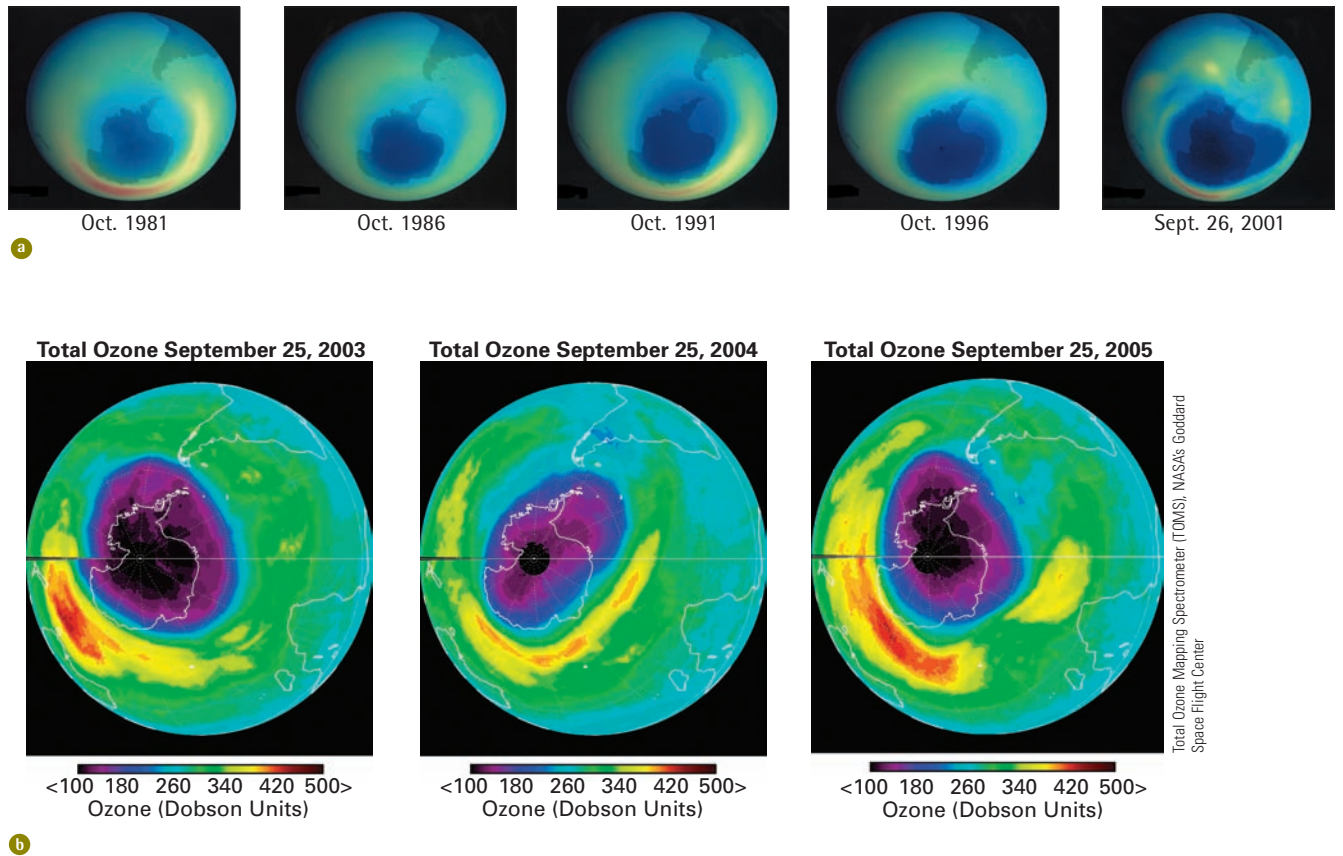 Oct. 1981
Oct. 1986
Oct. 1991
Oct. 1996
Sept. 26, 2001
a
Total Ozone September 25, 2003
Total Ozone September 25, 2004
Total Ozone September 25, 2005
Total Ozone Mapping Spectrometer (TOMS), NASA's Goddard
Space Flight Center
<100 180 260 340 420 500>
Ozone (Dobson Units)
<100 180 260 340 420 500>
Ozone (Dobson Units)
<100 180 260 340 420 500>
Ozone (Dobson Units)
b